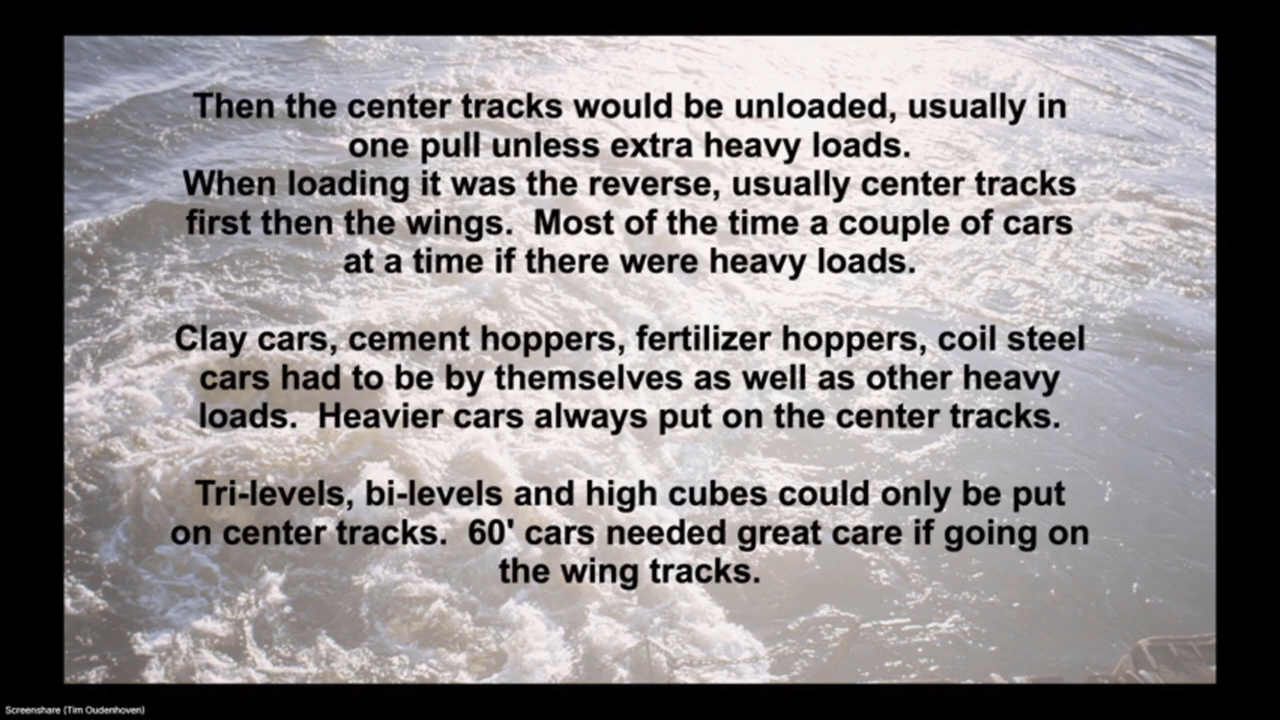 Then the center tracks would be unloaded, usually in
one pull unless extra heavy loads.
When loading it was the reverse, usually center tracks
first then the wings.  Most of the time a couple of cars
at a time if there were heavy loads.
Clay cars, cement hoppers, fertilizer hoppers, coil steel
cars had to be by themselves as well as other heavy
loads.  Heavier cars always put on the center tracks.
Tri-levels, bi-levels and high cubes could only be put
on center tracks.  60' cars needed great care if going on
the wing tracks.
Screenshare (Tim Oudenhoven)